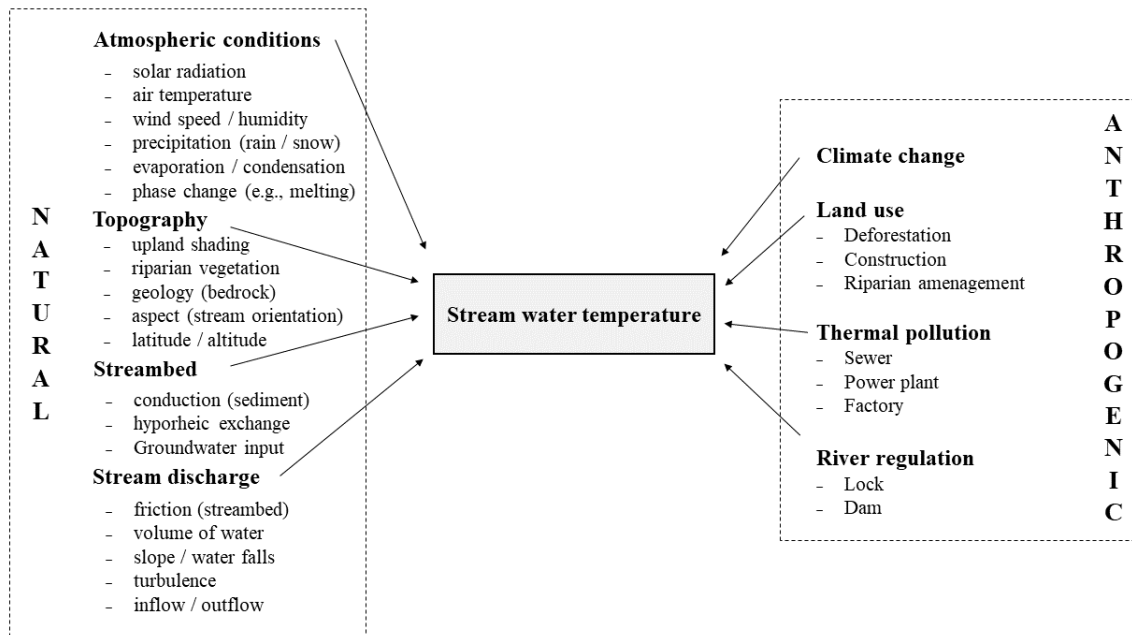 NATURAL
Atmospheric conditions
- solar radiation
- air temperature
- wind speed / humidity
- precipitation (rain / snow)
- evaporation / condensation
- phase change (e.g., melting)
Topography
- upland shading
- riparian vegetation
- geology (bedrock)
- aspect (stream orientation)
- latitude / altitude
Streambed
- conduction (sediment)
- hyporheic exchange
- Groundwater input
Stream discharge
- friction (streambed)
- volume of water
- slope / water falls
- turbulence
- inflow / outflow
Stream water temperature
Climate change
Land use
- Deforestation
- Construction
- Riparian amenagement
Thermal pollution
- Sewer
- Power plant
- Factory
River regulation
- Lock
- Dam
ANTHROPOGENIC